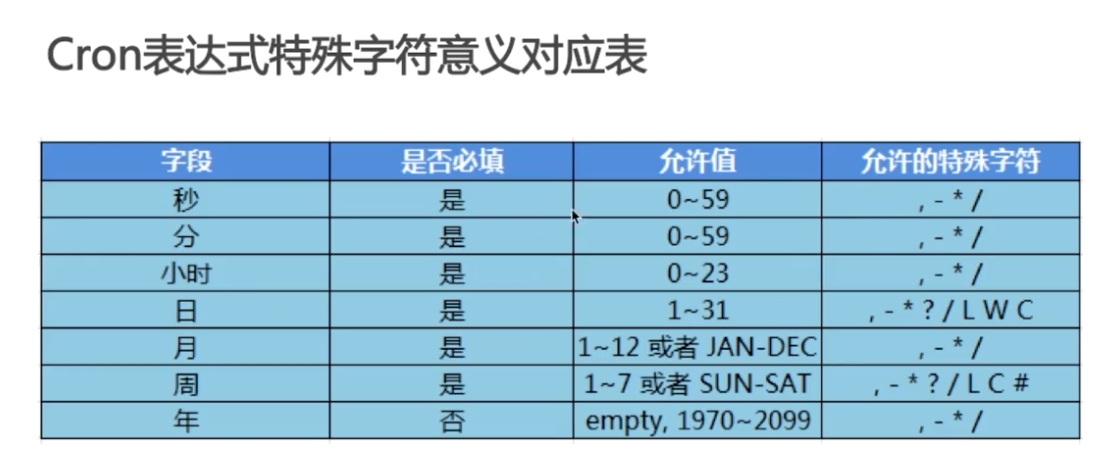 Cron表达式特殊字符意义对应表
字段 是否必填 允许值 允许的特殊字符
秒 是 0~59 , - * /
分 是 0~59 , - * /
小时 是 0~23 , - * /
日 是 1~31 , - * ? / L W C
月 是 1~12 或者 JAN-DEC , - * /
周 是 1~7 或者 SUN-SAT , - * ? / L C #
年 否 empty, 1970~2099 , - * /